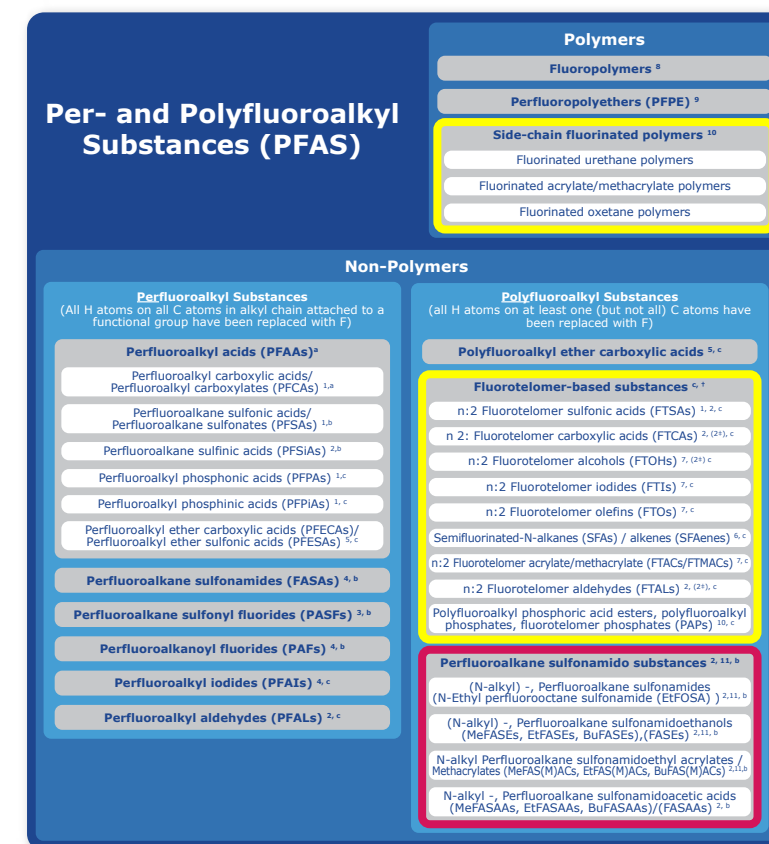 Per- and Polyfluoroalkyl
Substances (PFAS)
Polymers
Fluoropolymers ⁸
Perfluoropolyethers (PFPE) ⁹
Side-chain fluorinated polymers ¹⁰
Fluorinated urethane polymers
Fluorinated acrylate/methacrylate polymers
Fluorinated oxetane polymers
Non-Polymers
Perfluoroalkyl Substances
(All H atoms on all C atoms in alkyl chain attached to a
functional group have been replaced with F)
Perfluoroalkyl acids (PFAAs)ᵃ
Perfluoroalkyl carboxylic acids/
Perfluoroalkyl carboxylates (PFCAs) ¹,ᵃ
Perfluoroalkane sulfonic acids/
Perfluoroalkane sulfonates (PFSAs) ¹,ᵇ
Perfluoroalkane sulfinic acids (PFSiAs) ²,ᵇ
Perfluoroalkyl phosphonic acids (PFPAs) ¹,ᶜ
Perfluoroalkyl phosphinic acids (PFPiAs) ¹, ᶜ
Perfluoroalkyl ether carboxylic acids (PFECAs)/
Perfluoroalkyl ether sulfonic acids (PFESAs) ⁵, ᶜ
Perfluoroalkane sulfonamides (FASAs) ⁴, ᵇ
Perfluoroalkane sulfonyl fluorides (PASFs) ³, ᵇ
Perfluoroalkanoyl fluorides (PAFs) ⁴, ᵇ
Perfluoroalkyl iodides (PFAIs) ⁴, ᶜ
Perfluoroalkyl aldehydes (PFALs) ², ᶜ
Polyfluoroalkyl Substances
(all H atoms on at least one (but not all) C atoms have
been replaced with F)
Polyfluoroalkyl ether carboxylic acids ⁵, ᶜ
Fluorotelomer-based substances ᶜ, †
n:2 Fluorotelomer sulfonic acids (FTSAs) ¹, ², ᶜ
n 2: Fluorotelomer carboxylic acids (FTCAs) ², (²‡), ᶜ
n:2 Fluorotelomer alcohols (FTOHs) ⁷, (²‡) ᶜ
n:2 Fluorotelomer iodides (FTIs) ⁷, ᶜ
n:2 Fluorotelomer olefins (FTOs) ⁷, ᶜ
Semifluorinated-N-alkanes (SFAs) / alkenes (SFAenes) ⁶, ᶜ
n:2 Fluorotelomer acrylate/methacrylate (FTACs/FTMACs) ⁷, ᶜ
n:2 Fluorotelomer aldehydes (FTALs) ², (²‡), ᶜ
Polyfluoroalkyl phosphoric acid esters, polyfluoroalkyl
phosphates, fluorotelomer phosphates (PAPs) ¹⁰, ᶜ
Perfluoroalkane sulfonamido substances ², ¹¹, ᵇ
(N-alkyl) -, Perfluoroalkane sulfonamides
(N-Ethyl perfluorooctane sulfonamide (EtFOSA) ) ²,¹¹, ᵇ
(N-alkyl) -, Perfluoroalkane sulfonamidoethanols
(MeFASEs, EtFASEs, BuFASEs),(FASEs) ²,¹¹, ᵇ
N-alkyl Perfluoroalkane sulfonamidoethyl acrylates /
Methacrylates (MeFAS(M)ACs, EtFAS(M)ACs, BuFAS(M)ACs) ²,¹¹,ᵇ
N-alkyl -, Perfluoroalkane sulfonamidoacetic acids
(MeFASAAs, EtFASAAs, BuFASAAs)/(FASAAs) ², ᵇ